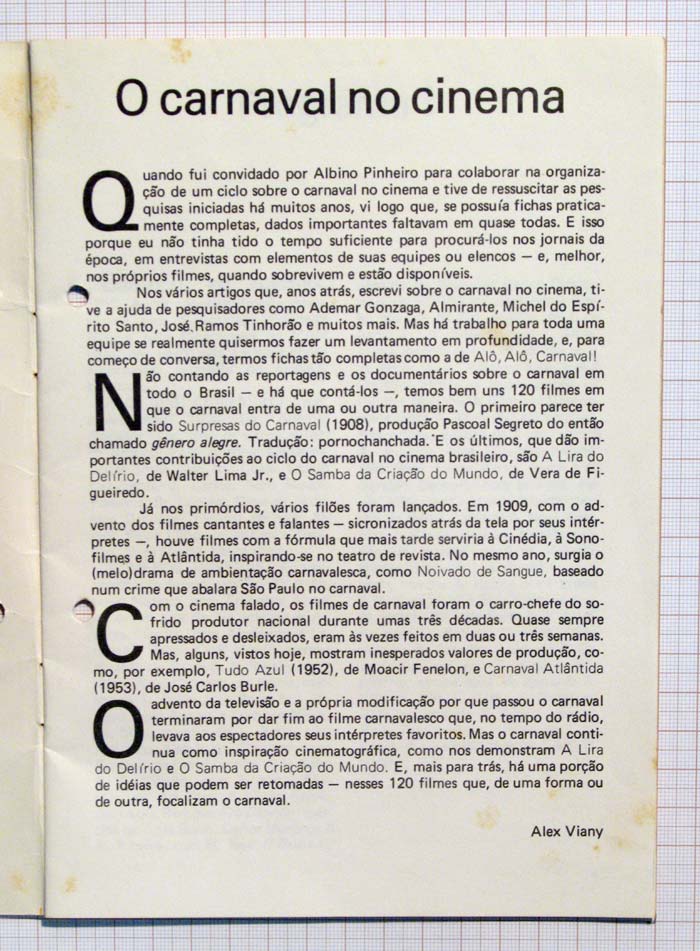 O carnaval no cinema
Quando fui convidado por Albino Pinheiro para colaborar na organiza-
ção de um ciclo sobre o carnaval no cinema e tive de ressuscitar as pes-
quisas iniciadas há muitos anos, vi logo que, se possuía fichas pratica-
mente completas, dados importantes faltavam em quase todas. E isso
porque eu não tinha tido o tempo suficiente para procurá-los nos jornais da
época, em entrevistas com elementos de suas equipes ou elencos — e, melhor,
nos próprios filmes, quando sobrevivem e estão disponíveis.
Nos vários artigos que, anos atrás, escrevi sobre o carnaval no cinema, ti-
ve a ajuda de pesquisadores como Ademar Gonzaga, Almirante, Michel do Espí-
rito Santo, José Ramos Tinhorão e muitos mais. Mas há trabalho para toda uma
equipe se realmente quisermos fazer um levantamento em profundidade, e, para
começo de conversa, termos fichas tão completas como a de Alô, Alô, Carnaval!
Não contando as reportagens e os documentários sobre o carnaval em
todo o Brasil — e há que contá-los —, temos bem uns 120 filmes em
que o carnaval entra de uma ou outra maneira. O primeiro parece ter
sido Surpresas do Carnaval (1908), produção Pascoal Segreto do então
chamado gênero alegre. Tradução: pornochanchada. E os últimos, que dão im-
portantes contribuições ao ciclo do carnaval no cinema brasileiro, são A Lira do
Delírio, de Walter Lima Jr., e O Samba da Criação do Mundo, de Vera de Fi-
gueiredo.
Já nos primórdios, vários filões foram lançados. Em 1909, com o ad-
vento dos filmes cantantes e falantes — sicronizados atrás da tela por seus intér-
pretes —, houve filmes com a fórmula que mais tarde serviria à Cinédia, à Sono-
filmes e à Atlântida, inspirando-se no teatro de revista. No mesmo ano, surgia o
(melo)drama de ambientação carnavalesca, como Noivado de Sangue, baseado
num crime que abalara São Paulo no carnaval.
Com o cinema falado, os filmes de carnaval foram o carro-chefe do so-
frido produtor nacional durante umas três décadas. Quase sempre
apressados e desleixados, eram às vezes feitos em duas ou três semanas.
Mas, alguns, vistos hoje, mostram inesperados valores de produção, co-
mo, por exemplo, Tudo Azul (1952), de Moacir Fenelon, e Carnaval Atlântida
(1953), de José Carlos Burle.
O advento da televisão e a própria modificação por que passou o carnaval
terminaram por dar fim ao filme carnavalesco que, no tempo do rádio,
levava aos espectadores seus intérpretes favoritos. Mas o carnaval conti-
nua como inspiração cinematográfica, como nos demonstram A Lira
do Delírio e O Samba da Criação do Mundo. E, mais para trás, há uma porção
de idéias que podem ser retomadas — nesses 120 filmes que, de uma forma ou
de outra, focalizam o carnaval.
Alex Viany